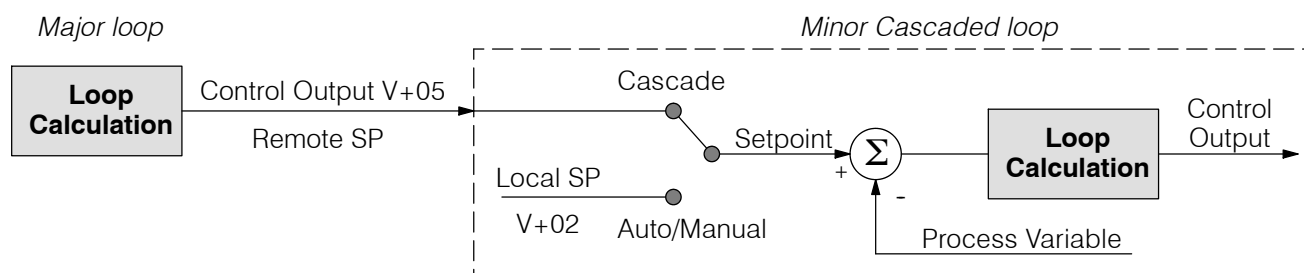 Major loop
Minor Cascaded loop
Loop
Calculation
Control Output V+05
Remote SP
Cascade
Local SP
V+02
Auto/Manual
Setpoint
+
Σ
-
Process Variable
Loop
Calculation
Control
Output